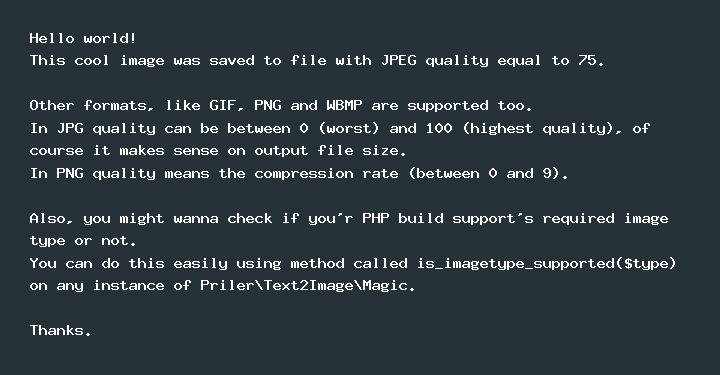 Hello world!
This cool image was saved to file with JPEG quality equal to 75.
Other formats, like GIF, PNG and WBMP are supported too.
In JPG quality can be between 0 (worst) and 100 (highest quality), of
course it makes sense on output file size.
In PNG quality means the compression rate (between 0 and 9).
Also, you might wanna check if you'r PHP build support's required image
type or not.
You can do this easily using method called is_imagetype_supported($type)
on any instance of Priler\Text2Image\Magic.
Thanks.